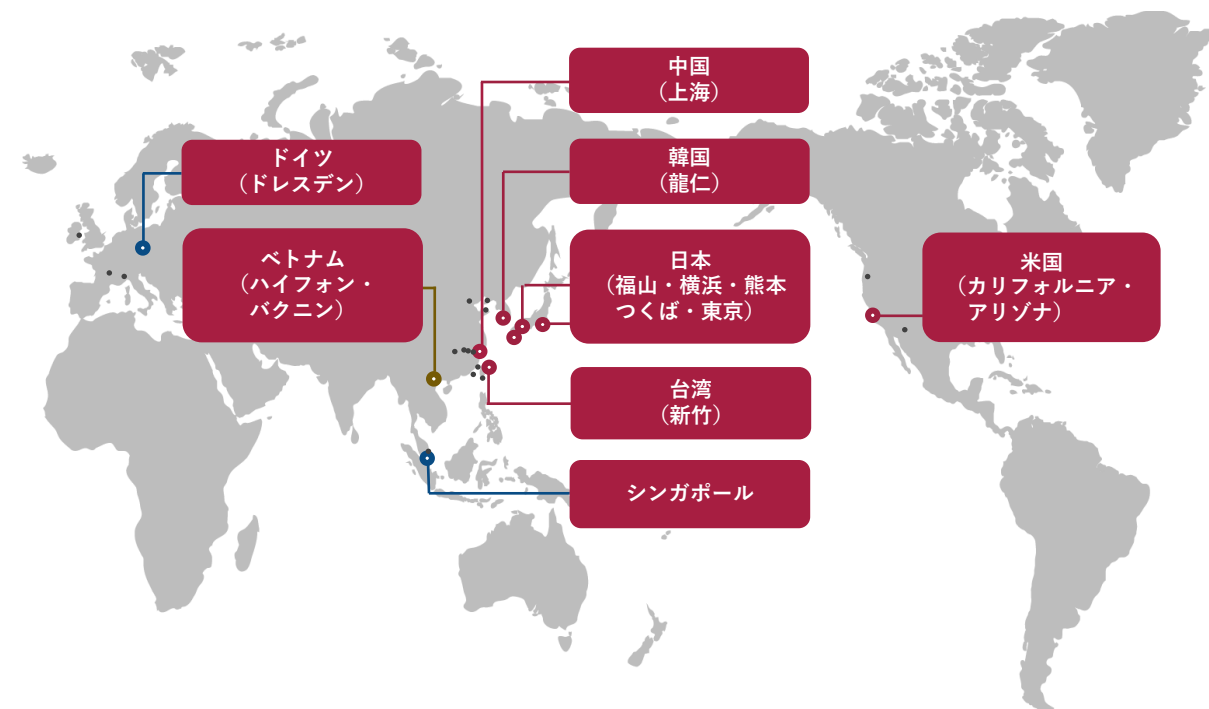 中国
（上海）
ドイツ
（ドレスデン）
韓国
（龍仁）
ベトナム
（ハイフォン・
バクニン）
日本
（福山・横浜・熊本
つくば・東京）
米国
（カリフォルニア・
アリゾナ）
台湾
（新竹）
シンガポール